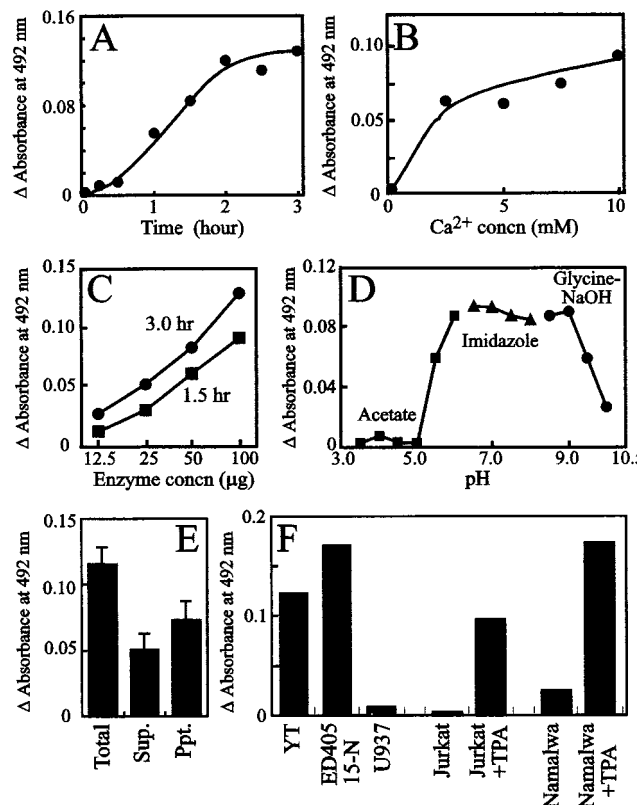 Δ Absorbance at 492 nm
0.16
0.08
0
A
0
1
2
3
Time (hour)
Δ Absorbance at 492 nm
0.10
0.05
0
B
0
5
10
Ca²⁺ concn (mM)
Δ Absorbance at 492 nm
0.15
0.10
0.05
0
C
3.0 hr
1.5 hr
12.5
25
50
100
Enzyme concn (µg)
Δ Absorbance at 492 nm
0.12
0.08
0.04
0
D
Glycine-
NaOH
Imidazole
Acetate
3.0
5.0
7.0
9.0
10.
pH
Δ Absorbance at 492 nm
0.15
0.10
0.05
0
E
Total
Sup.
Ppt.
Δ Absorbance at 492 nm
0.2
0.1
0
F
YT
ED405
15-N
U937
Jurkat
Jurkat
+TPA
Namalwa
Namalwa
+TPA